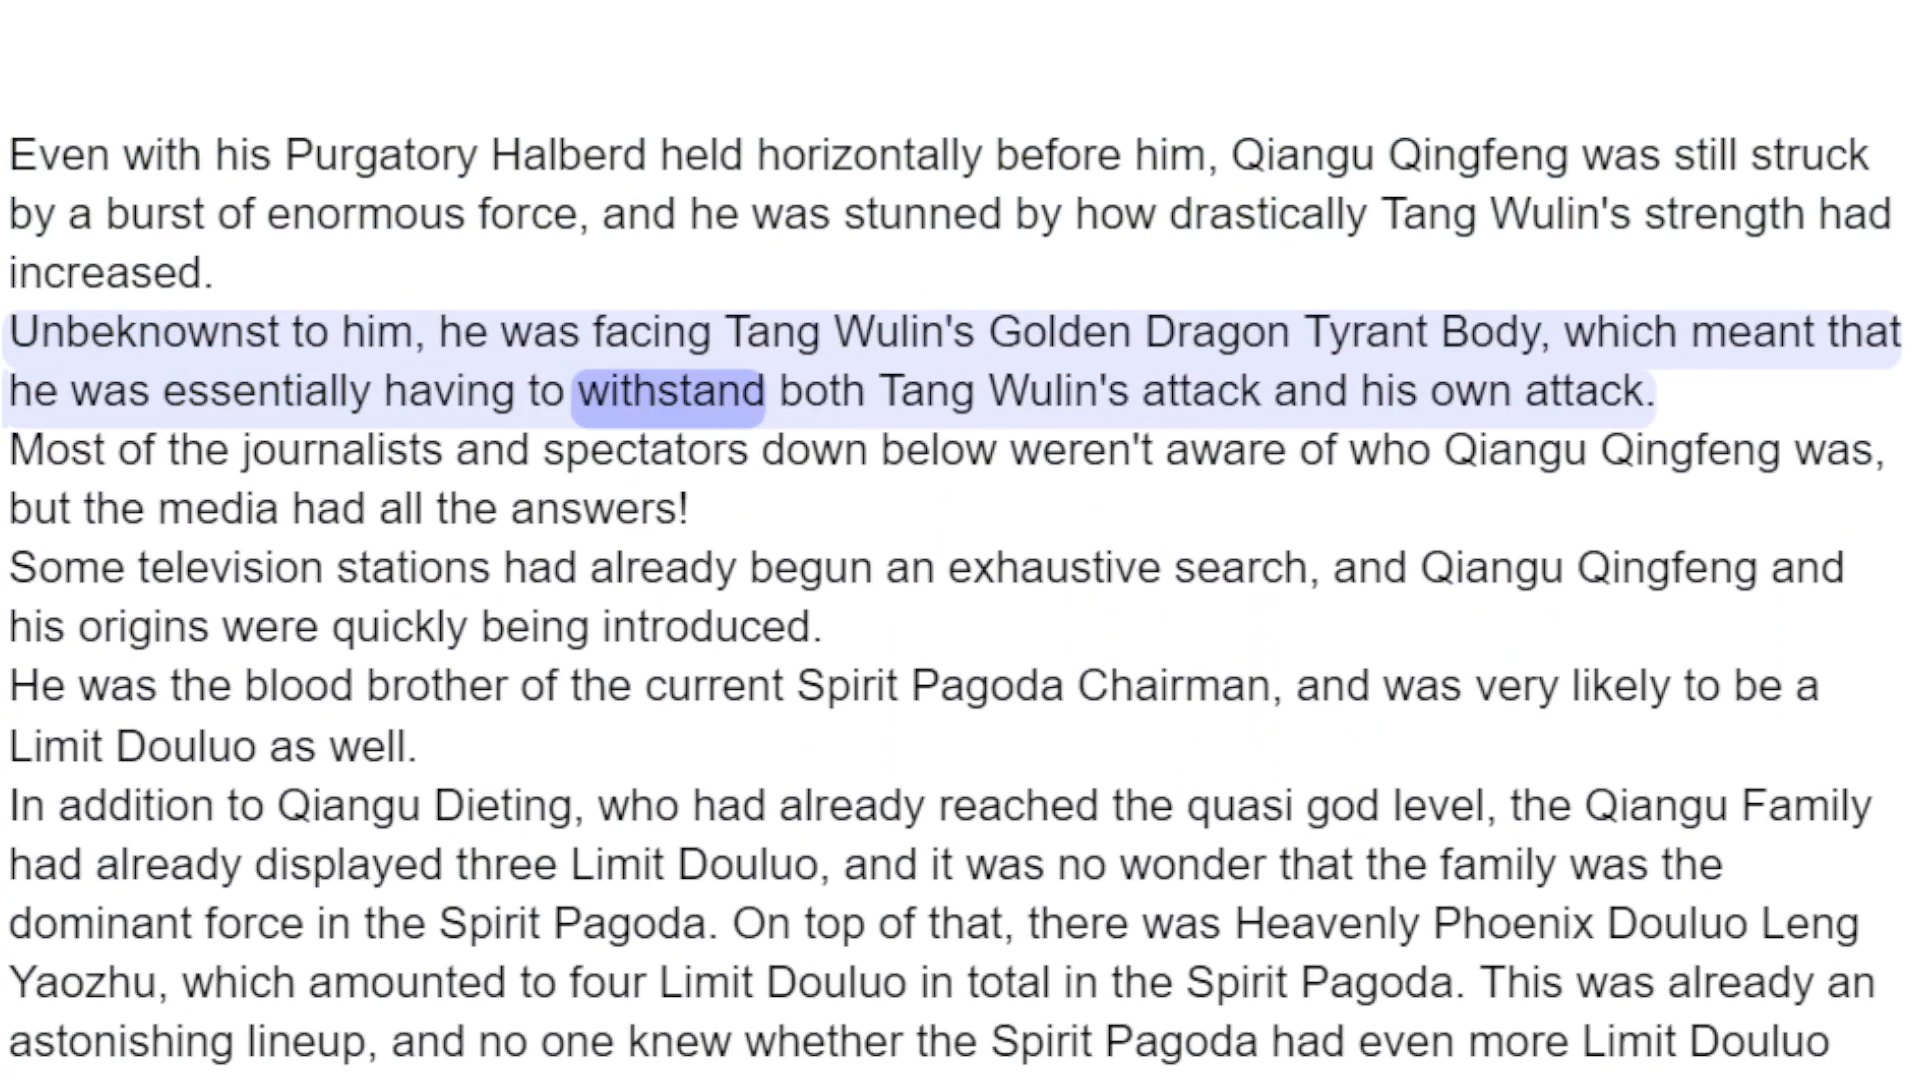 Even with his Purgatory Halberd held horizontally before him, Qiangu Qingfeng was still struck
by a burst of enormous force, and he was stunned by how drastically Tang Wulin's strength had
increased.
Unbeknownst to him, he was facing Tang Wulin's Golden Dragon Tyrant Body, which meant that
he was essentially having to withstand both Tang Wulin's attack and his own attack.
Most of the journalists and spectators down below weren't aware of who Qiangu Qingfeng was,
but the media had all the answers!
Some television stations had already begun an exhaustive search, and Qiangu Qingfeng and
his origins were quickly being introduced.
He was the blood brother of the current Spirit Pagoda Chairman, and was very likely to be a
Limit Douluo as well.
In addition to Qiangu Dieting, who had already reached the quasi god level, the Qiangu Family
had already displayed three Limit Douluo, and it was no wonder that the family was the
dominant force in the Spirit Pagoda. On top of that, there was Heavenly Phoenix Douluo Leng
Yaozhu, which amounted to four Limit Douluo in total in the Spirit Pagoda. This was already an
astonishing lineup, and no one knew whether the Spirit Pagoda had even more Limit Douluo